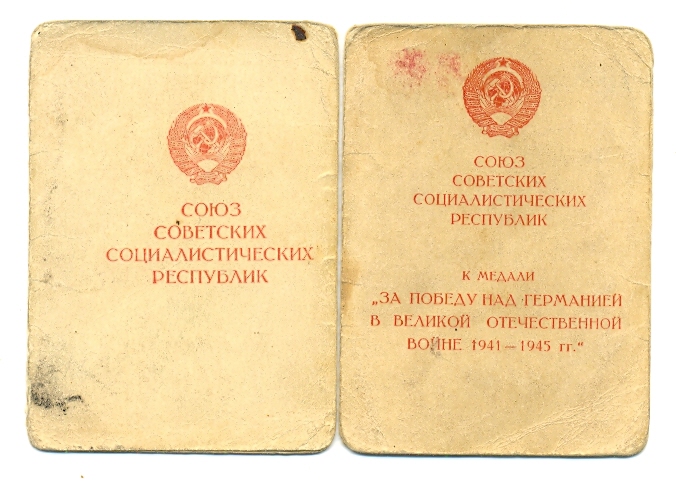 СОЮЗ
СОВЕТСКИХ
СОЦИАЛИСТИЧЕСКИХ
РЕСПУБЛИК
СОЮЗ
СОВЕТСКИХ
СОЦИАЛИСТИЧЕСКИХ
РЕСПУБЛИК
К МЕДАЛИ
„ЗА ПОБЕДУ НАД ГЕРМАНИЕЙ
В ВЕЛИКОЙ ОТЕЧЕСТВЕННОЙ
ВОЙНЕ 1941 — 1945 гг.“